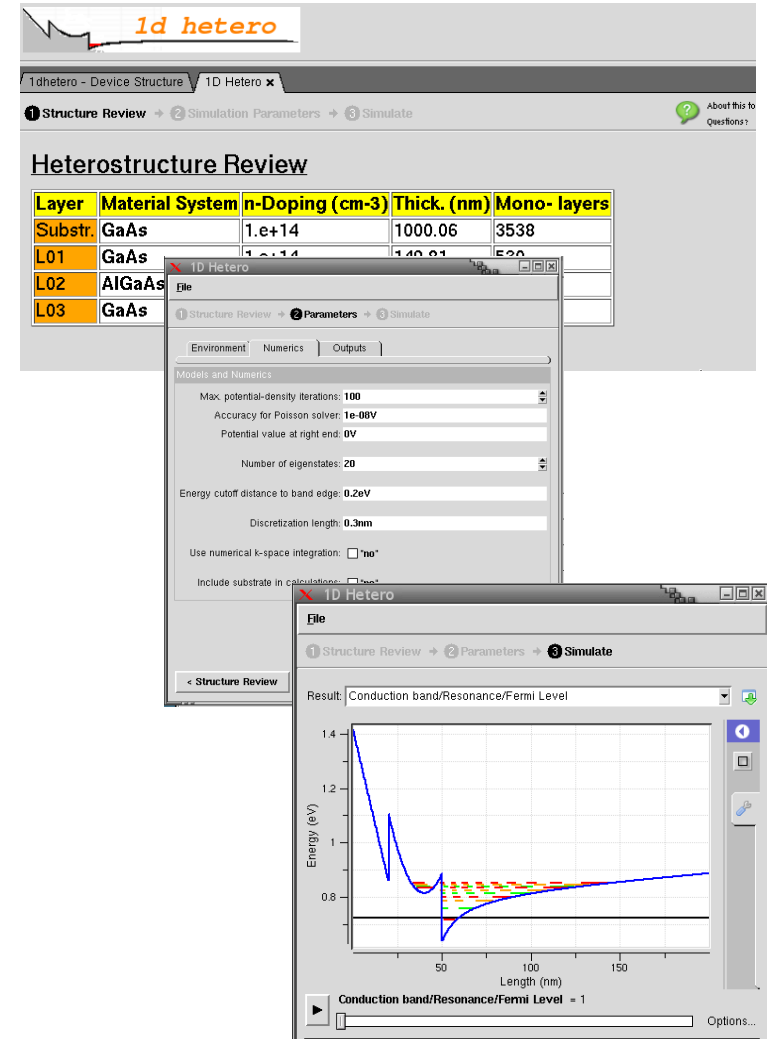 1d hetero
1dhetero - Device Structure
1D Hetero x
1 Structure Review → 2 Simulation Parameters → 3 Simulate
About this to
Questions?
Heterostructure Review
Layer Material System n-Doping (cm-3) Thick. (nm) Mono- layers
Substr. GaAs 1.e+14 1000.06 3538
L01 GaAs 1.e+14 149.81 530
L02 AlGaAs
L03 GaAs
1D Hetero
File
1 Structure Review → 2 Parameters → 3 Simulate
Environment Numerics Outputs
Models and Numerics
Max. potential-density iterations: 100
Accuracy for Poisson solver: 1e-08V
Potential value at right end: 0V
Number of eigenstates: 20
Energy cutoff distance to band edge: 0.2eV
Discretization length: 0.3nm
Use numerical k-space integration: "no"
Include substrate in calculations: "no"
< Structure Review
1D Hetero
File
1 Structure Review → 2 Parameters → 3 Simulate
Result: Conduction band/Resonance/Fermi Level
1.4
1.2
1
0.8
Energy (eV)
50 100 150
Length (nm)
Conduction band/Resonance/Fermi Level = 1
Options...